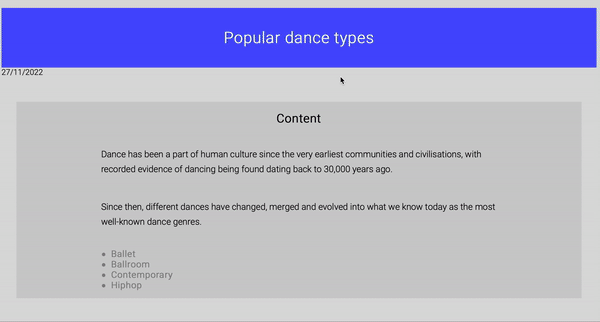 Popular dance types
27/11/2022
Content
Dance has been a part of human culture since the very earliest communities and civilisations, with
recorded evidence of dancing being found dating back to 30,000 years ago.
Since then, different dances have changed, merged and evolved into what we know today as the most
well-known dance genres.
• Ballet
• Ballroom
• Contemporary
• Hiphop